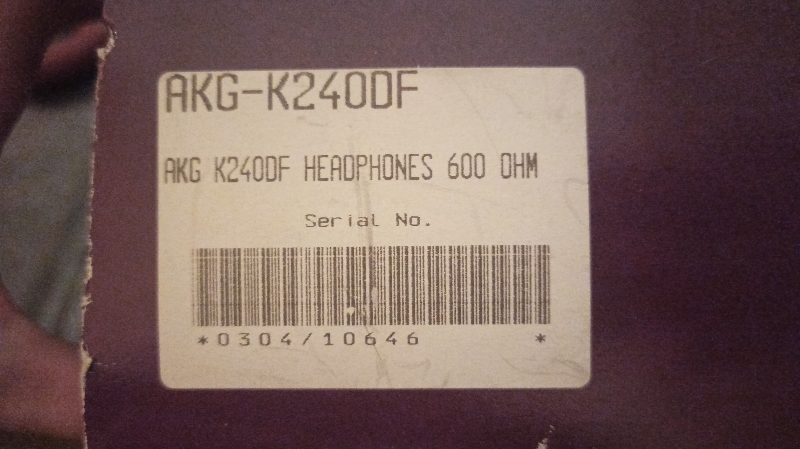 AKG-K240DF
AKG K240DF HEADPHONES 600 OHM
Serial No.
*0304/10646 *